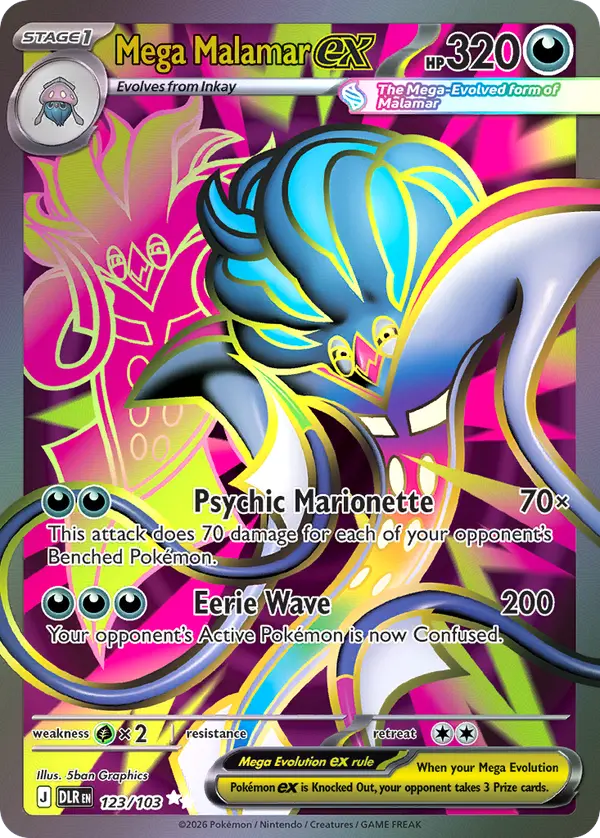 STAGE1
Mega Malamar ex
HP320
Evolves from Inkay
The Mega-Evolved form of
Malamar
Psychic Marionette 70×
This attack does 70 damage for each of your opponent's
Benched Pokémon.
Eerie Wave 200
Your opponent's Active Pokémon is now Confused.
weakness ×2 resistance retreat
Mega Evolution ex rule When your Mega Evolution
Pokémon ex is Knocked Out, your opponent takes 3 Prize cards.
Illus. 5ban Graphics
J DLR EN 123/103
©2026 Pokémon / Nintendo / Creatures / GAME FREAK